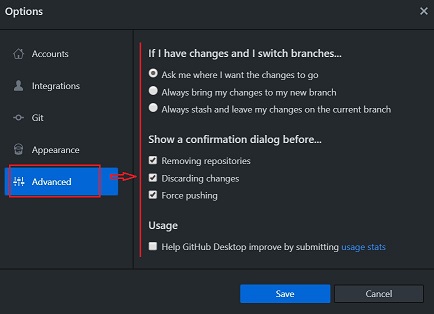 Options
Accounts
Integrations
Git
Appearance
Advanced
If I have changes and I switch branches...
Ask me where I want the changes to go
Always bring my changes to my new branch
Always stash and leave my changes on the current branch
Show a confirmation dialog before...
Removing repositories
Discarding changes
Force pushing
Usage
Help GitHub Desktop improve by submitting usage stats
Save
Cancel